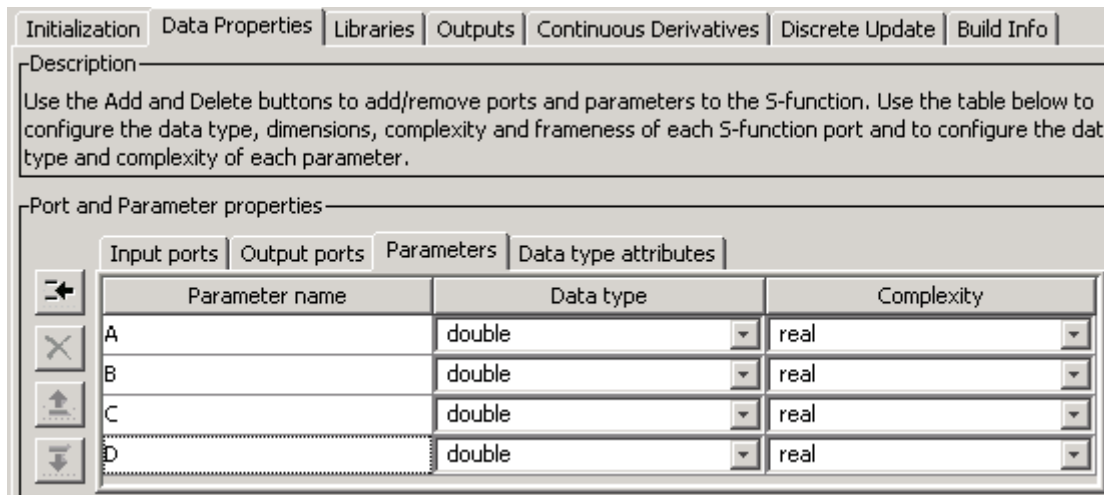 Initialization Data Properties Libraries Outputs Continuous Derivatives Discrete Update Build Info
Description
Use the Add and Delete buttons to add/remove ports and parameters to the S-function. Use the table below to
configure the data type, dimensions, complexity and frameness of each S-function port and to configure the dat
type and complexity of each parameter.
Port and Parameter properties
Input ports Output ports Parameters Data type attributes
Parameter name Data type Complexity
A double real
B double real
C double real
D double real